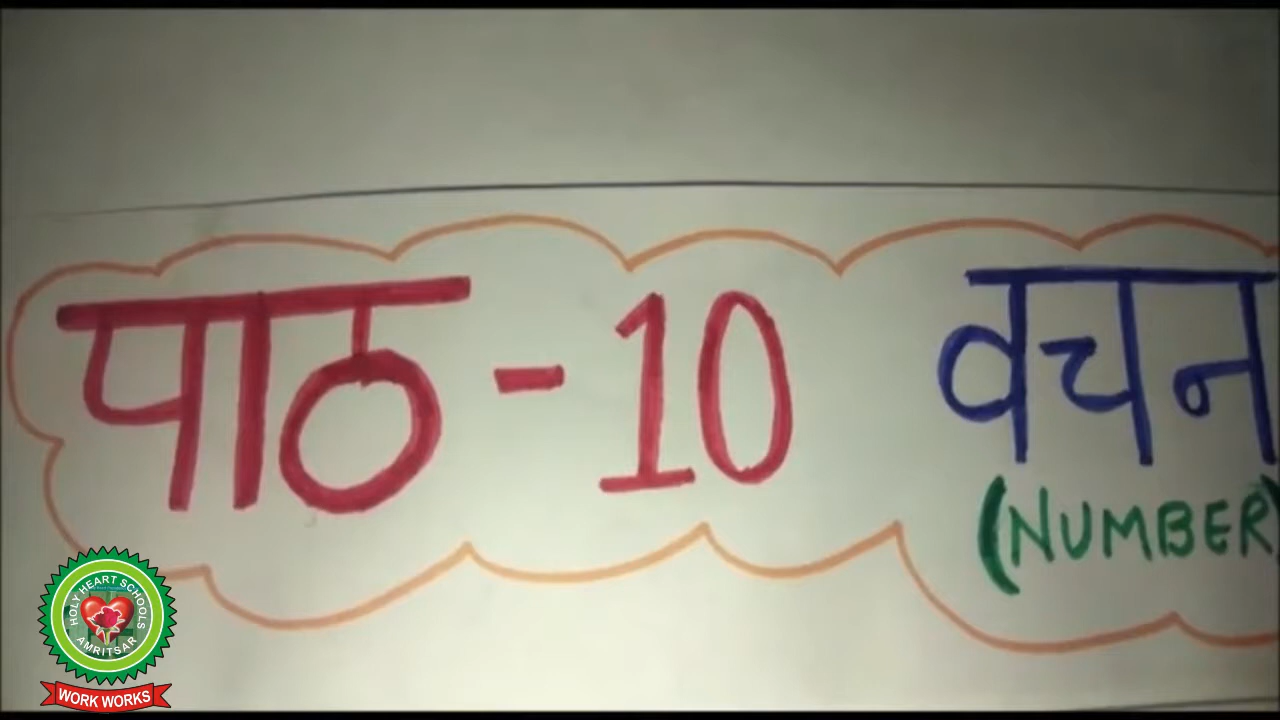 पाठ - 10 वचन
(NUMBER)
HOLY HEART SCHOOLS
AMRITSAR
WORK WORKS